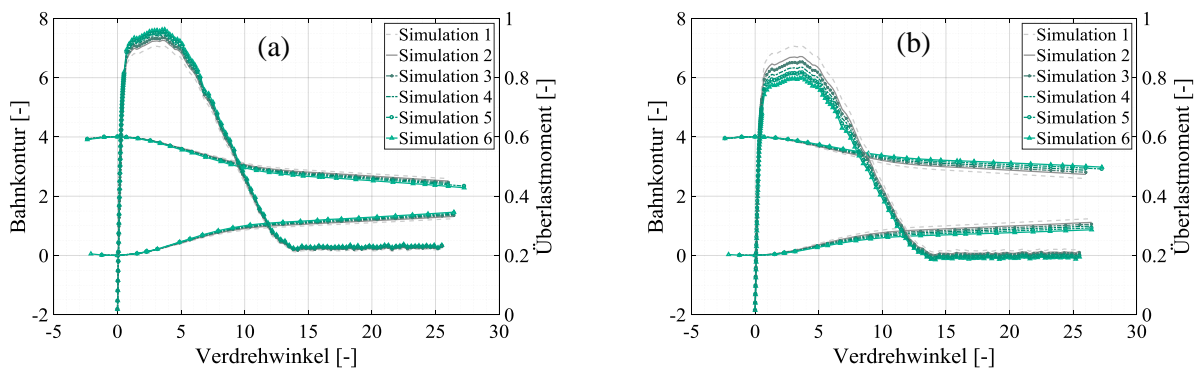 (a)
Simulation 1
Simulation 2
Simulation 3
Simulation 4
Simulation 5
Simulation 6
8
6
4
2
0
-2
Bahnkontur [-]
1
0.8
0.6
0.4
0.2
0
Überlastmoment [-]
-5
0
5
10
15
20
25
30
Verdrehwinkel [-]
(b)
Simulation 1
Simulation 2
Simulation 3
Simulation 4
Simulation 5
Simulation 6
8
6
4
2
0
-2
Bahnkontur [-]
1
0.8
0.6
0.4
0.2
0
Überlastmoment [-]
-5
0
5
10
15
20
25
30
Verdrehwinkel [-]